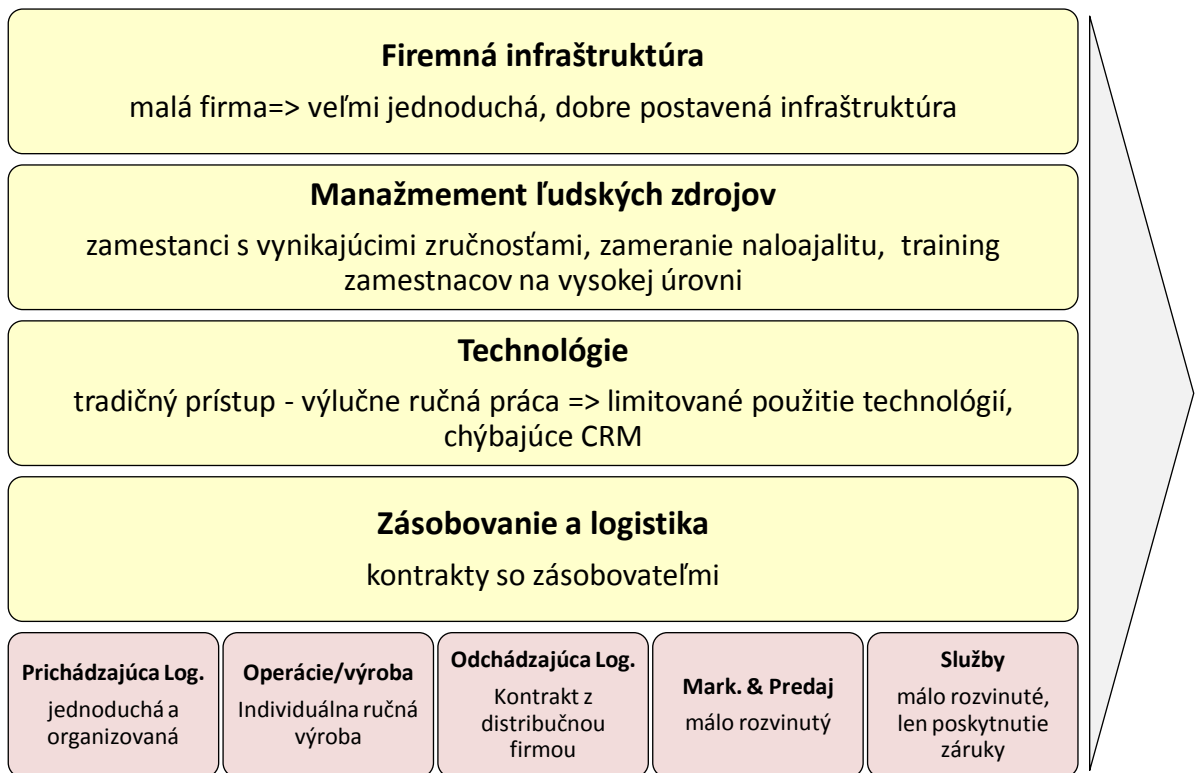 Firemná infraštruktúra
malá firma=> veľmi jednoduchá, dobre postavená infraštruktúra
Manažmement ľudských zdrojov
zamestanci s vynikajúcimi zručnosťami, zameranie naloajalitu, training
zamestnacov na vysokej úrovni
Technológie
tradičný prístup - výlučne ručná práca => limitované použitie technológií,
chýbajúce CRM
Zásobovanie a logistika
kontrakty so zásobovateľmi
Prichádzajúca Log.
jednoduchá a
organizovaná
Operácie/výroba
Individuálna ručná
výroba
Odchádzajúca Log.
Kontrakt z
distribučnou
firmou
Mark. & Predaj
málo rozvinutý
Služby
málo rozvinuté,
len poskytnutie
záruky